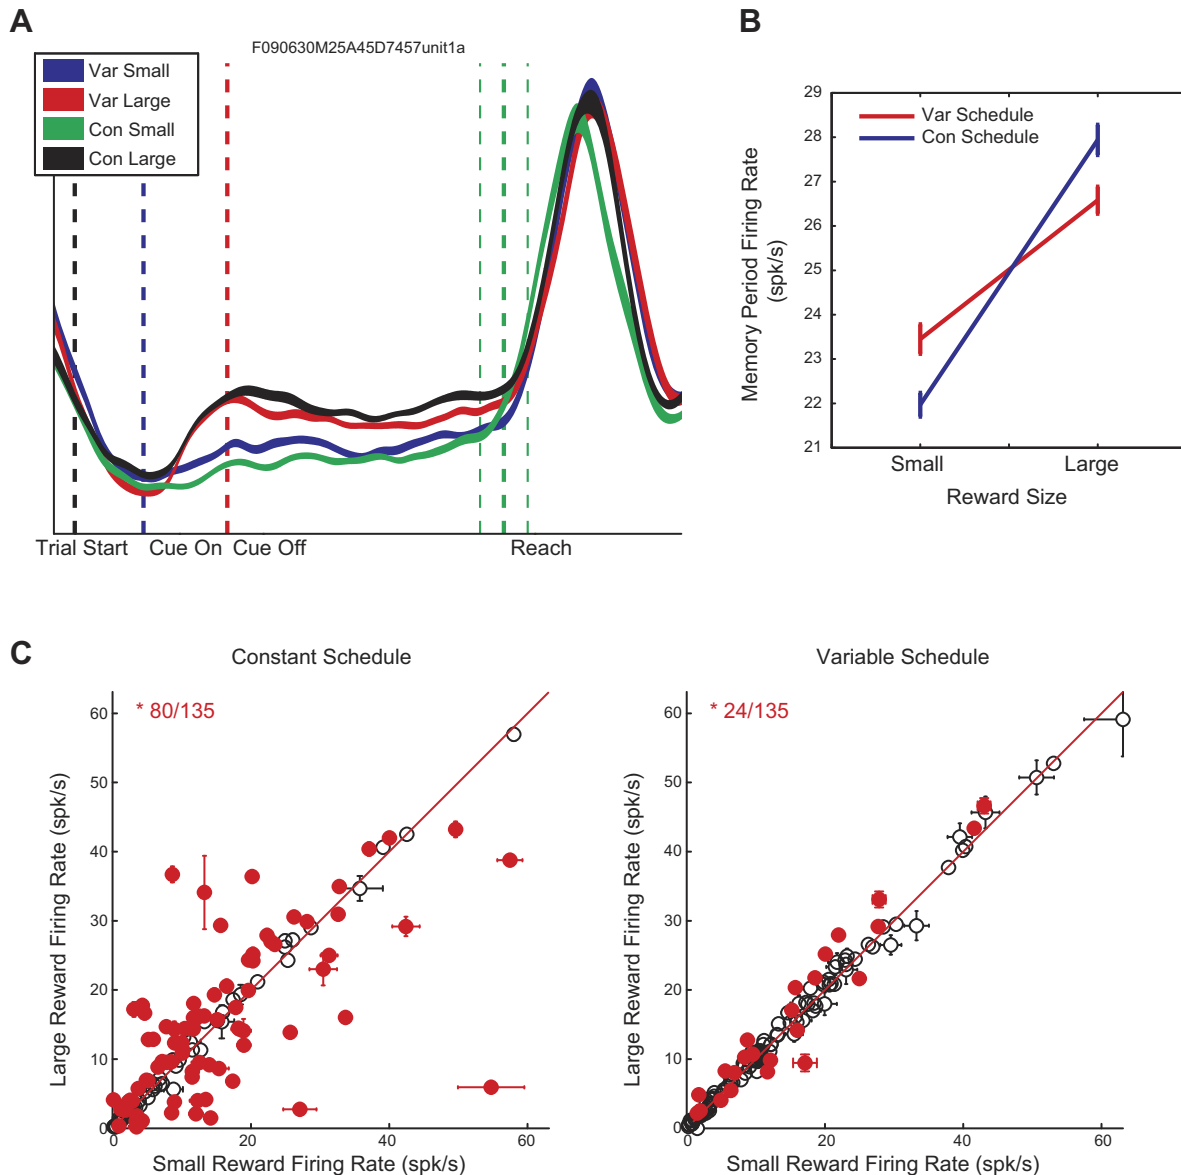 A
F090630M25A45D7457unit1a
Var Small
Var Large
Con Small
Con Large
Trial Start Cue On Cue Off Reach
B
29
28
27
26
25
24
23
22
21
Memory Period Firing Rate
(spk/s)
Var Schedule
Con Schedule
Small Large
Reward Size
C
Constant Schedule
* 80/135
60
50
40
30
20
10
0
Large Reward Firing Rate (spk/s)
0 20 40 60
Small Reward Firing Rate (spk/s)
Variable Schedule
* 24/135
60
50
40
30
20
10
0
Large Reward Firing Rate (spk/s)
0 20 40 60
Small Reward Firing Rate (spk/s)